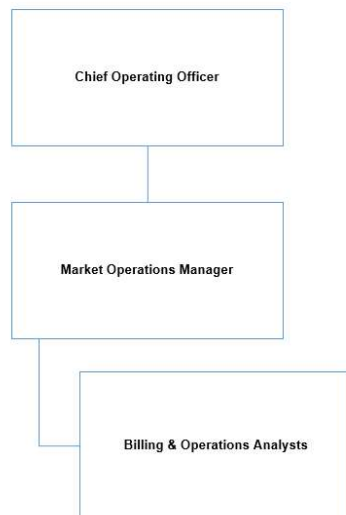 Chief Operating Officer
Market Operations Manager
Billing & Operations Analysts